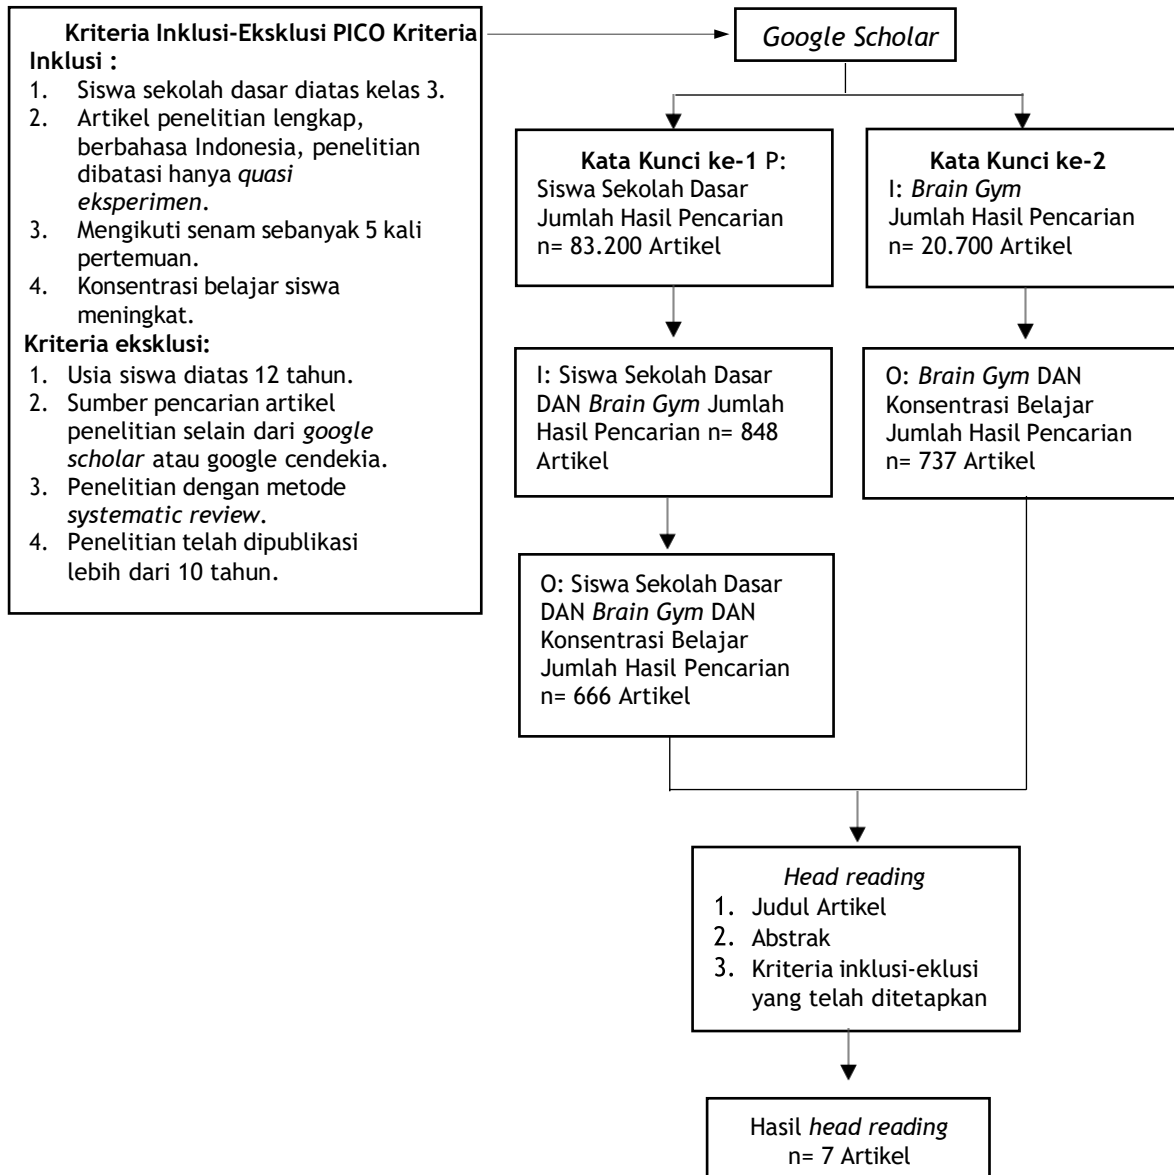 Kriteria Inklusi-Eksklusi PICO Kriteria
Inklusi :
1. Siswa sekolah dasar diatas kelas 3.
2. Artikel penelitian lengkap,
berbahasa Indonesia, penelitian
dibatasi hanya quasi
eksperimen.
3. Mengikuti senam sebanyak 5 kali
pertemuan.
4. Konsentrasi belajar siswa
meningkat.
Kriteria eksklusi:
1. Usia siswa diatas 12 tahun.
2. Sumber pencarian artikel
penelitian selain dari google
scholar atau google cendekia.
3. Penelitian dengan metode
systematic review.
4. Penelitian telah dipublikasi
lebih dari 10 tahun.
Google Scholar
Kata Kunci ke-1 P:
Siswa Sekolah Dasar
Jumlah Hasil Pencarian
n= 83.200 Artikel
Kata Kunci ke-2
I: Brain Gym
Jumlah Hasil Pencarian
n= 20.700 Artikel
I: Siswa Sekolah Dasar
DAN Brain Gym Jumlah
Hasil Pencarian n= 848
Artikel
O: Brain Gym DAN
Konsentrasi Belajar
Jumlah Hasil Pencarian
n= 737 Artikel
O: Siswa Sekolah Dasar
DAN Brain Gym DAN
Konsentrasi Belajar
Jumlah Hasil Pencarian
n= 666 Artikel
Head reading
1. Judul Artikel
2. Abstrak
3. Kriteria inklusi-eklusi
yang telah ditetapkan
Hasil head reading
n= 7 Artikel